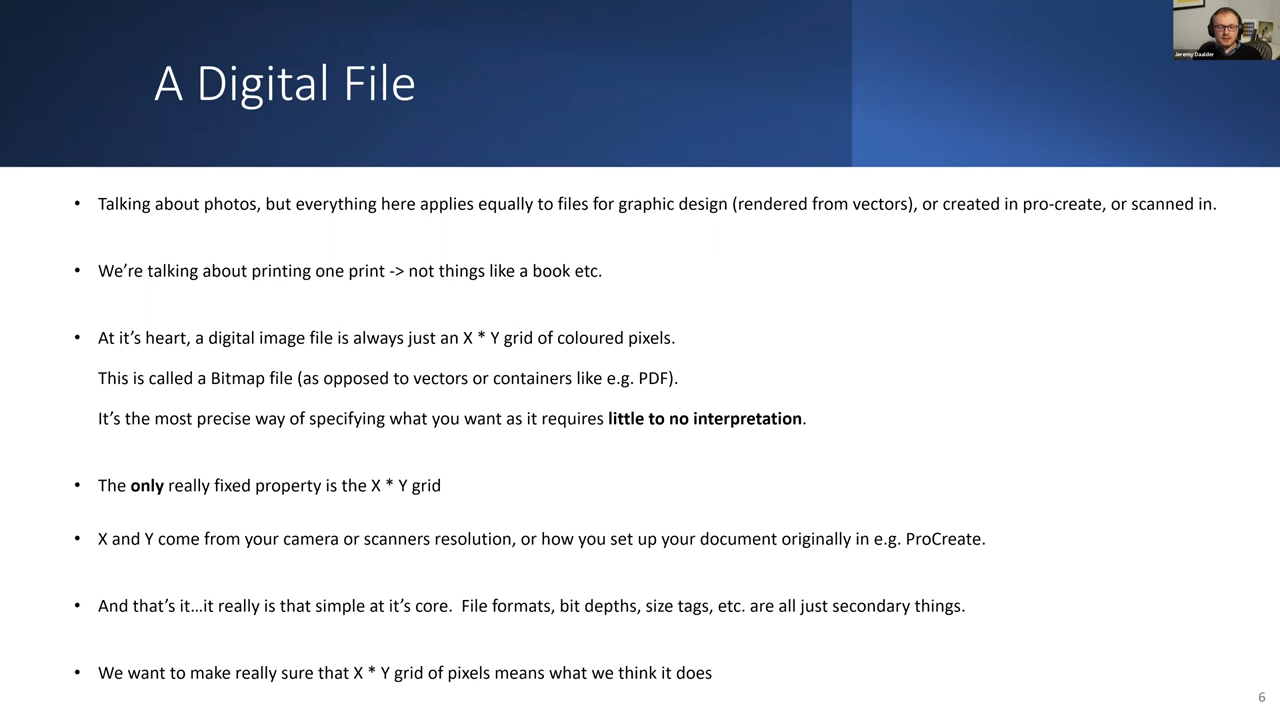 A Digital File
Jeremy Daalder
• Talking about photos, but everything here applies equally to files for graphic design (rendered from vectors), or created in pro-create, or scanned in.
• We’re talking about printing one print -> not things like a book etc.
• At it’s heart, a digital image file is always just an X * Y grid of coloured pixels.
This is called a Bitmap file (as opposed to vectors or containers like e.g. PDF).
It’s the most precise way of specifying what you want as it requires little to no interpretation.
• The only really fixed property is the X * Y grid
• X and Y come from your camera or scanners resolution, or how you set up your document originally in e.g. ProCreate.
• And that’s it…it really is that simple at it’s core.  File formats, bit depths, size tags, etc. are all just secondary things.
• We want to make really sure that X * Y grid of pixels means what we think it does
6